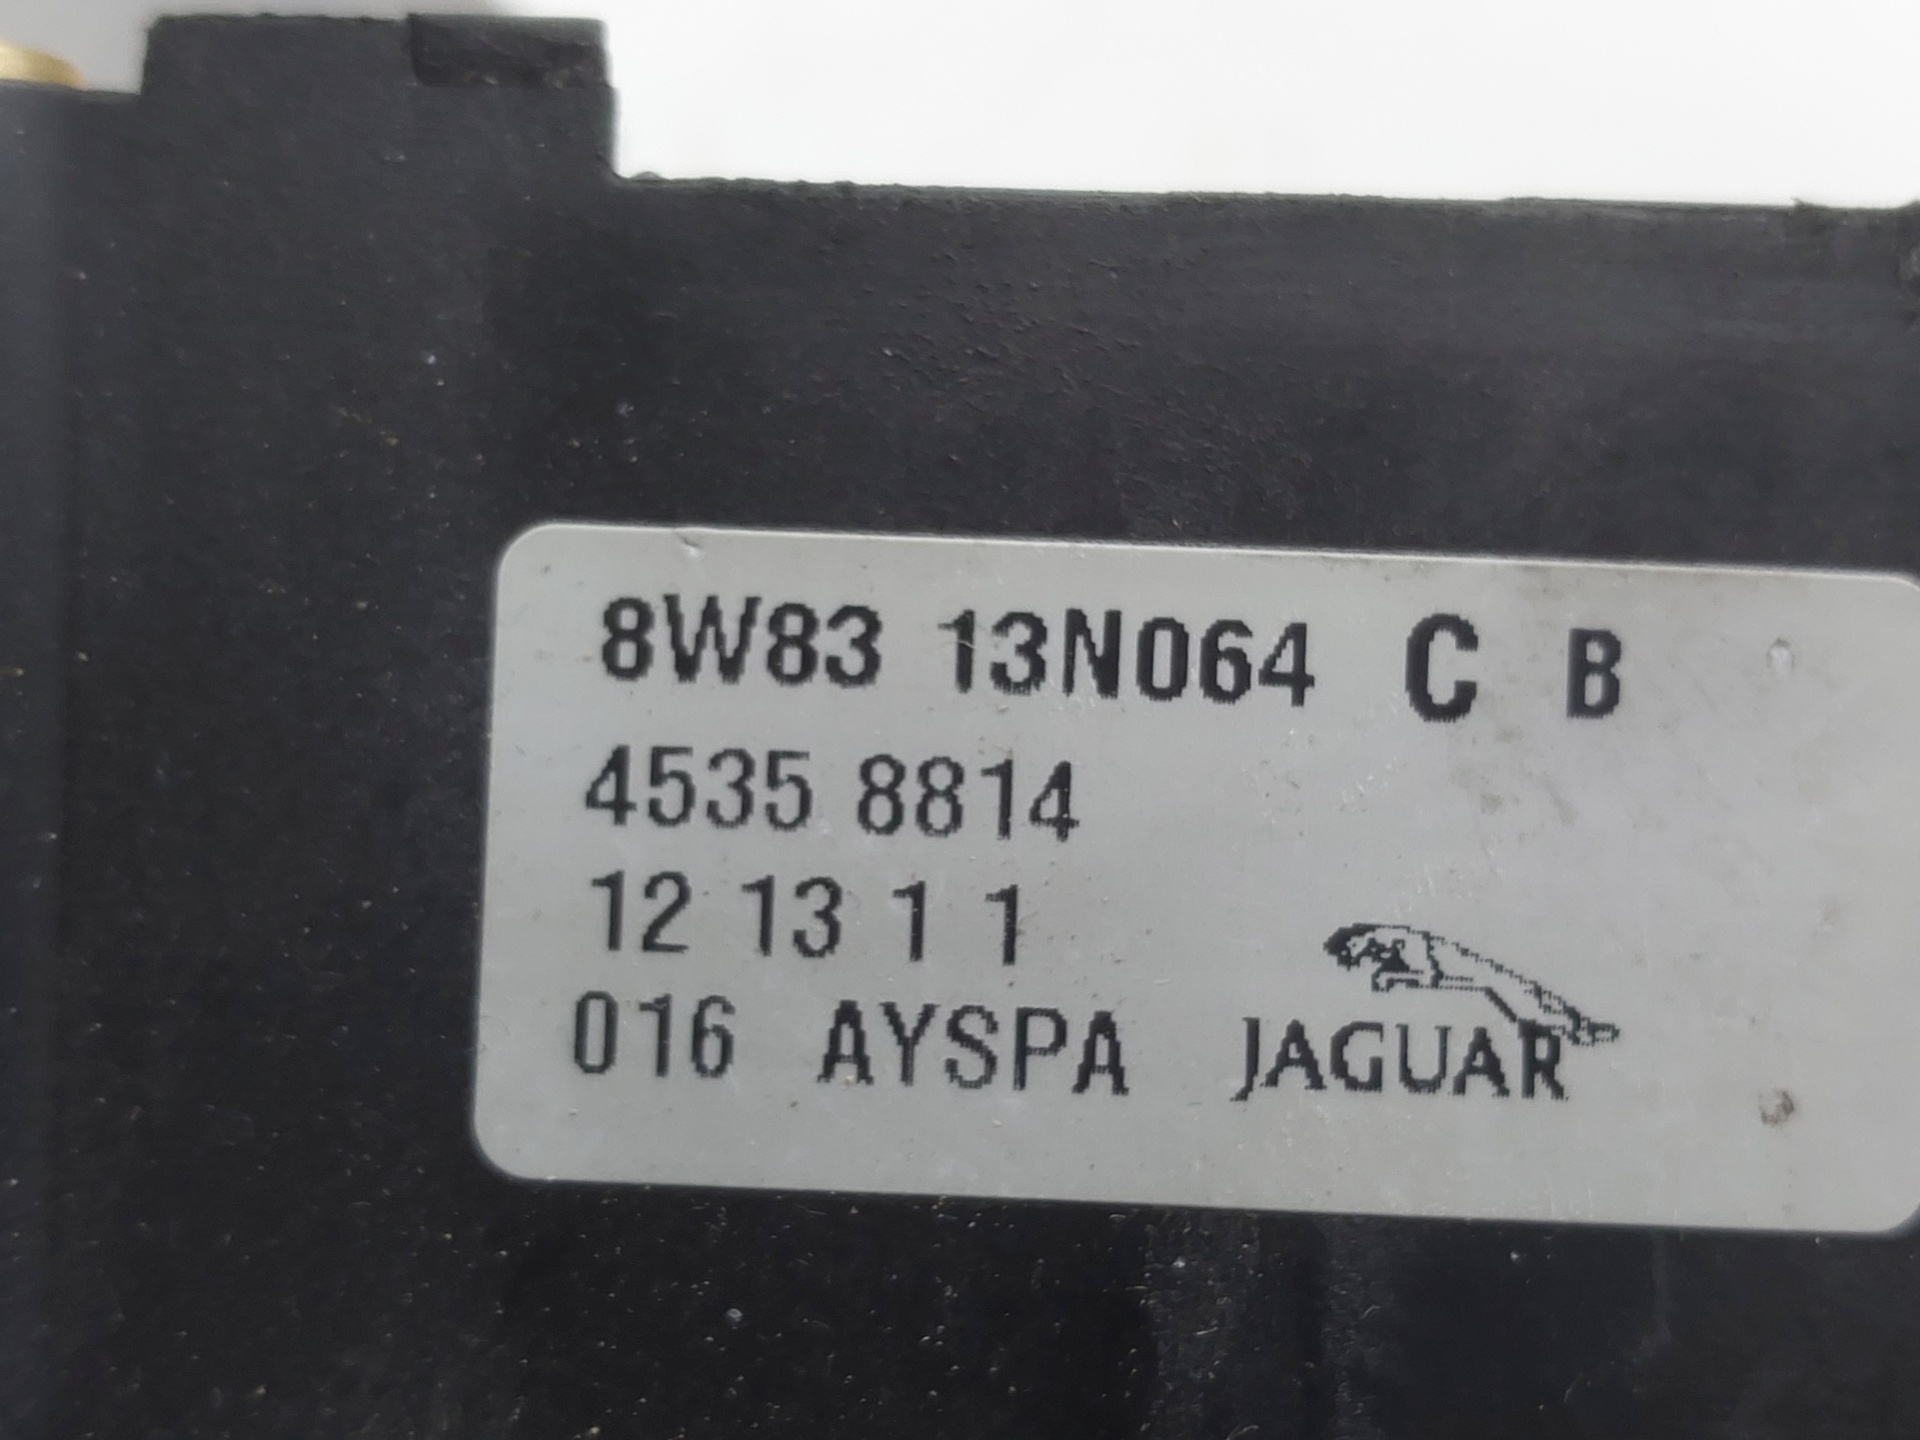 8W83 13N064 C B
4535 8814
12 13 1 1
016 AYSPA JAGUAR